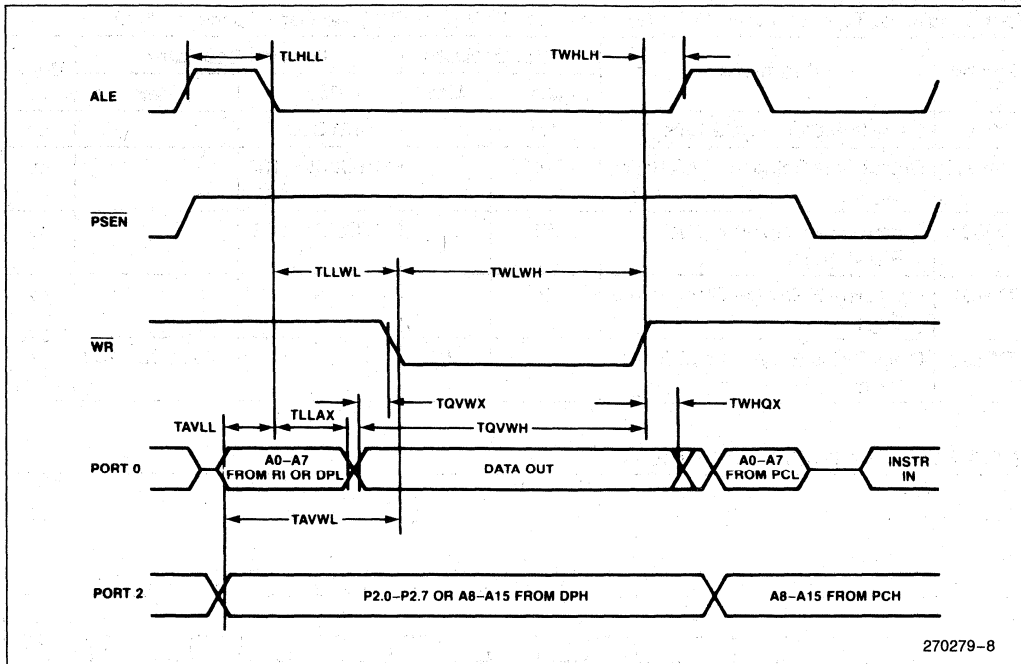 TLHLL
TWHLH
ALE
PSEN
TLLWL
TWLWH
WR
TAVLL
TLLAX
TQVWX
TQVWH
TWHQX
PORT 0
A0–A7
FROM RI OR DPL
DATA OUT
A0–A7
FROM PCL
INSTR
IN
TAVWL
PORT 2
P2.0–P2.7 OR A8–A15 FROM DPH
A8–A15 FROM PCH
270279–8